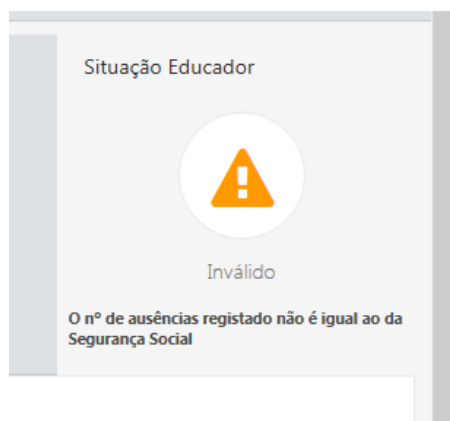 Situação Educador
Inválido
O nº de ausências registado não é igual ao da
Segurança Social